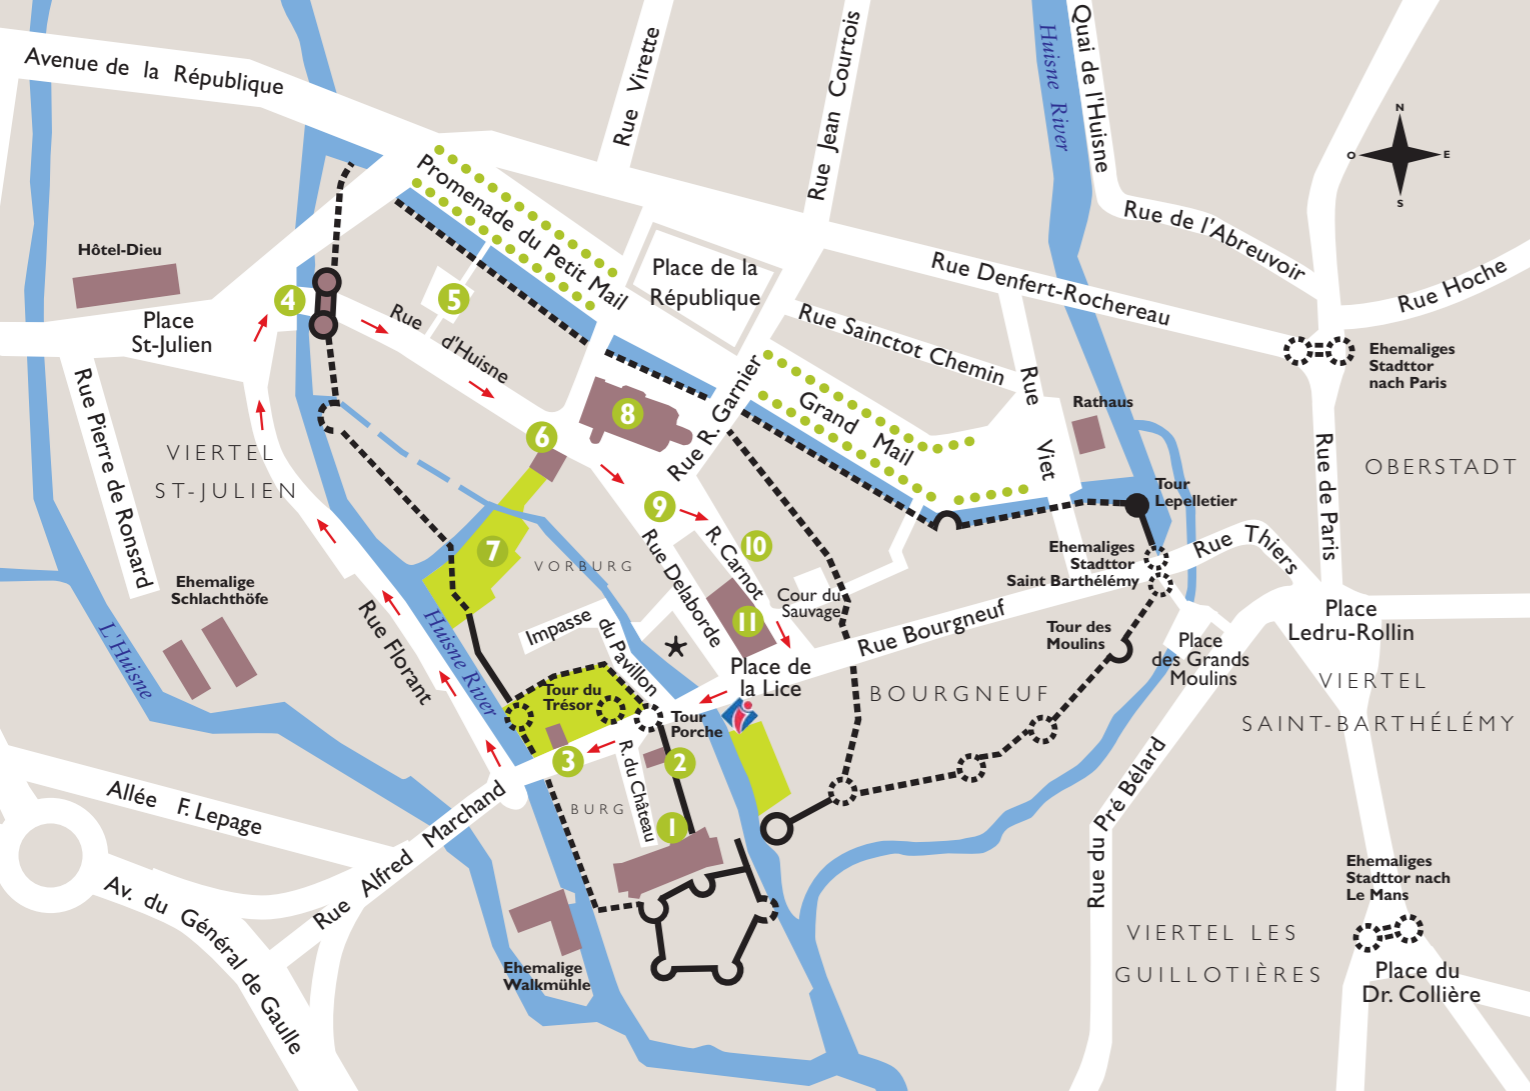 Avenue de la République
Rue Virette
Rue Jean Courtois
Huisne River
Quai de l'Huisne
N
O
E
S
Promenade du Petit Mail
Rue de l'Abreuvoir
Hôtel-Dieu
Place de la
République
Rue Denfert-Rochereau
Rue Hoche
4
5
Place
St-Julien
Rue
d'Huisne
Rue Sainctot Chemin
Ehemaliges
Stadttor
nach Paris
Rue Pierre de Ronsard
8
Rue R. Garnier
Grand Mail
Rue
Viet
Rathaus
6
VIERTEL
ST-JULIEN
Rue de Paris
OBERSTADT
Tour
Lepelletier
9
7
VORBURG
Rue Delaborde
R. Carnot
10
Ehemaliges
Stadttor
Saint Barthélémy
Rue Thiers
Ehemalige
Schlachthöfe
Cour du
Sauvage
11
Impasse
du Pavillon
Rue Bourgneuf
Place
Ledru-Rollin
L'Huisne
Rue Florant
Huisne River
Tour des
Moulins
Place
des Grands
Moulins
Place de
la Lice
BOURGNEUF
VIERTEL
SAINT-BARTHÉLÉMY
Tour du
Trésor
Tour
Porche
3
2
R. du Château
BURG
1
Allée F. Lepage
Rue Alfred Marchand
Rue du Pré Bélard
Av. du Général de Gaulle
Ehemaliges
Stadttor nach
Le Mans
VIERTEL LES
GUILLOTIÈRES
Ehemalige
Walkmühle
Place du
Dr. Collière